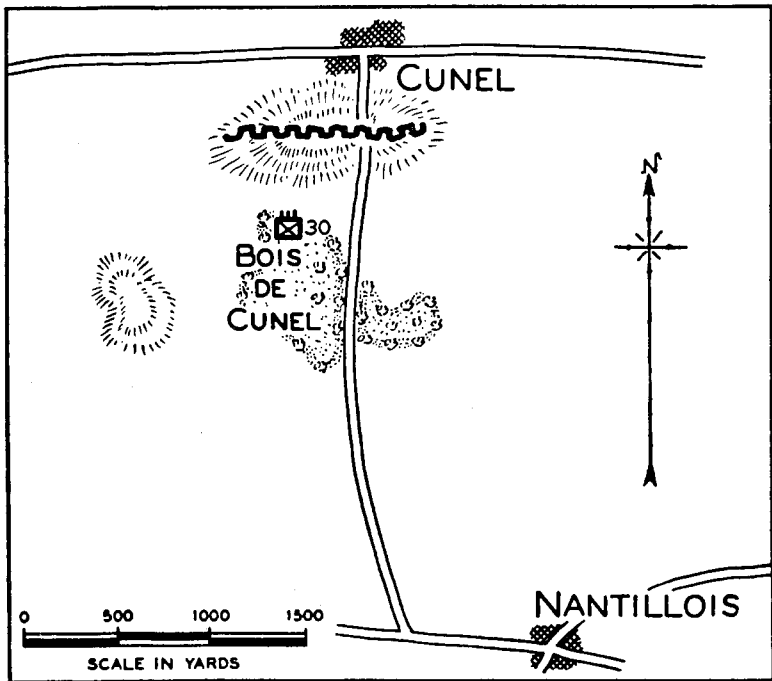 CUNEL
N
30
BOIS
DE
CUNEL
NANTILLOIS
0 500 1000 1500
SCALE IN YARDS